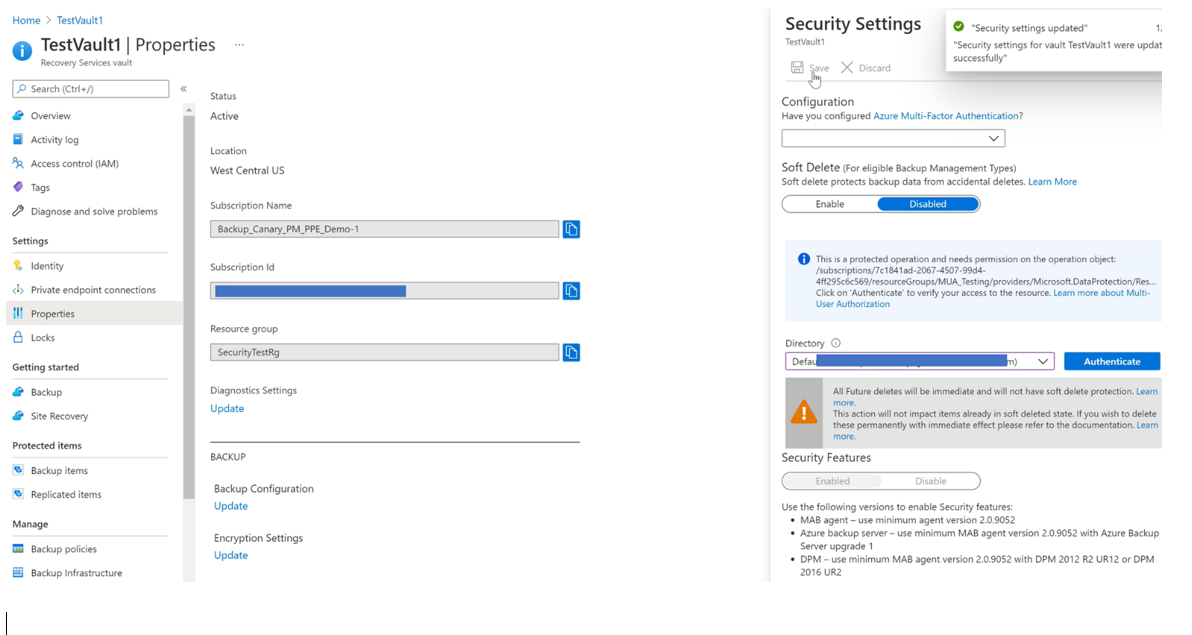 Home > TestVault1
TestVault1 | Properties ...
Recovery Services vault
Search (Ctrl+/) «
Overview
Activity log
Access control (IAM)
Tags
Diagnose and solve problems
Settings
Identity
Private endpoint connections
Properties
Locks
Getting started
Backup
Site Recovery
Protected items
Backup items
Replicated items
Manage
Backup policies
Backup Infrastructure
Status
Active
Location
West Central US
Subscription Name
Backup_Canary_PM_PPE_Demo-1
Subscription Id
Resource group
SecurityTestRg
Diagnostics Settings
Update
BACKUP
Backup Configuration
Update
Encryption Settings
Update
Security Settings
TestVault1
Save Discard
"Security settings updated" 12
"Security settings for vault TestVault1 were updat
successfully"
Configuration
Have you configured Azure Multi-Factor Authentication?
Soft Delete (For eligible Backup Management Types)
Soft delete protects backup data from accidental deletes. Learn More
Enable Disabled
This is a protected operation and needs permission on the operation object:
/subscriptions/7c1841ad-2067-4507-99d4-
4ff295c6c569/resourceGroups/MUA_Testing/providers/Microsoft.DataProtection/Res...
Click on 'Authenticate' to verify your access to the resource. Learn more about Multi-
User Authorization
Directory
Defau m) Authenticate
All Future deletes will be immediate and will not have soft delete protection. Learn
more.
This action will not impact items already in soft deleted state. If you wish to delete
these permanently with immediate effect please refer to the documentation. Learn
more.
Security Features
Enabled Disable
Use the following versions to enable Security features:
• MAB agent – use minimum agent version 2.0.9052
• Azure backup server – use minimum MAB agent version 2.0.9052 with Azure Backup
Server upgrade 1
• DPM – use minimum MAB agent version 2.0.9052 with DPM 2012 R2 UR12 or DPM
2016 UR2